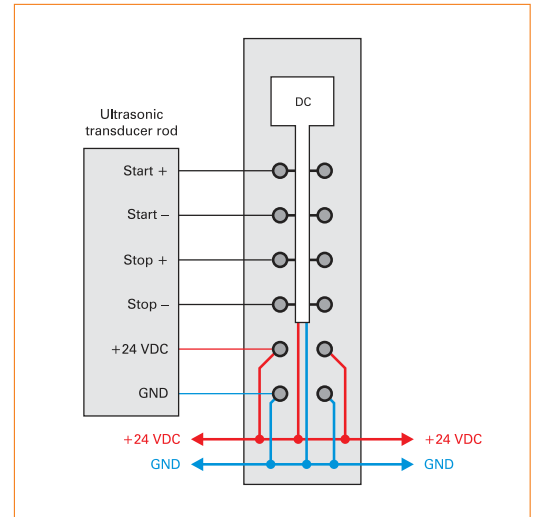 DC
Ultrasonic
transducer rod
Start +
Start –
Stop +
Stop –
+24 VDC
GND
+24 VDC
+24 VDC
GND
GND